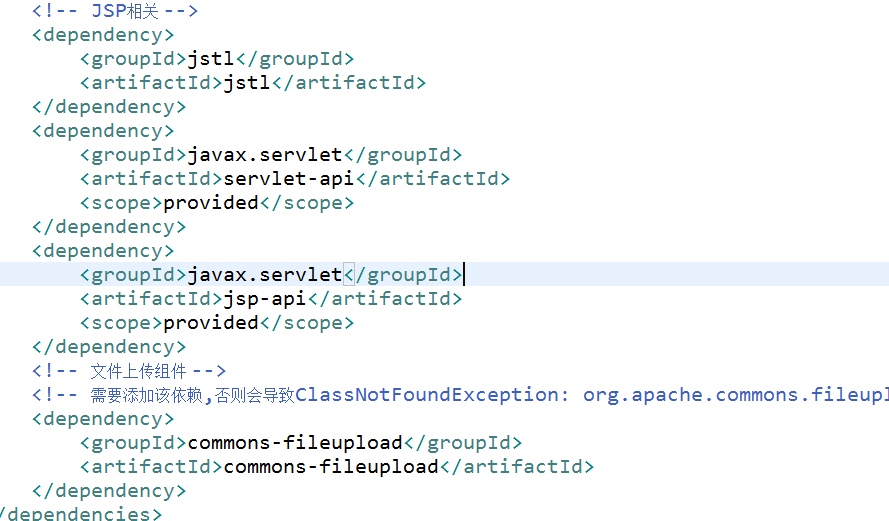 <!-- JSP相关 -->
<dependency>
<groupId>jstl</groupId>
<artifactId>jstl</artifactId>
</dependency>
<dependency>
<groupId>javax.servlet</groupId>
<artifactId>servlet-api</artifactId>
<scope>provided</scope>
</dependency>
<dependency>
<groupId>javax.servlet</groupId>
<artifactId>jsp-api</artifactId>
<scope>provided</scope>
</dependency>
<!-- 文件上传组件 -->
<!-- 需要添加该依赖,否则会导致ClassNotFoundException: org.apache.commons.fileupl
<dependency>
<groupId>commons-fileupload</groupId>
<artifactId>commons-fileupload</artifactId>
</dependency>
/dependencies>